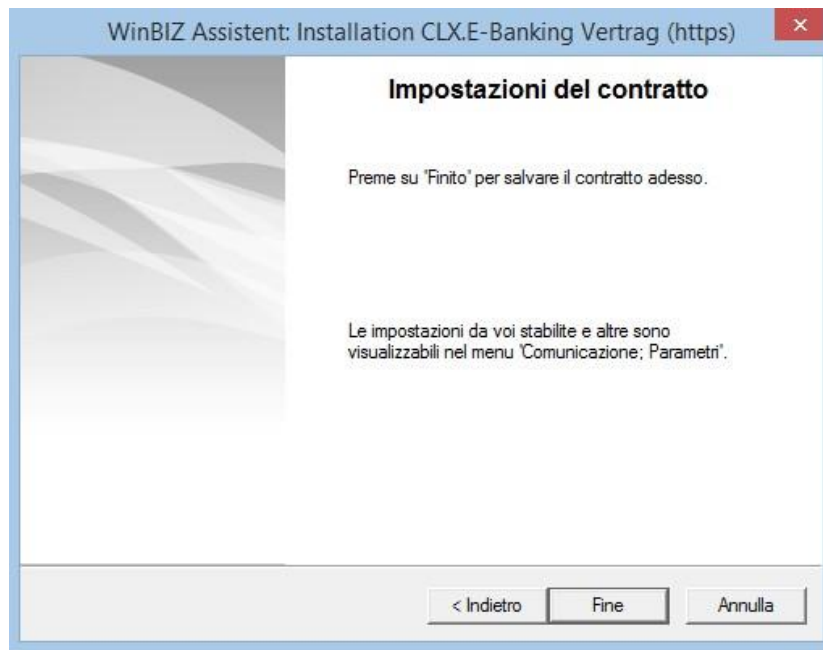 WinBIZ Assistent: Installation CLX.E-Banking Vertrag (https)
Impostazioni del contratto
Preme su 'Finito' per salvare il contratto adesso.
Le impostazioni da voi stabilite e altre sono
visualizzabili nel menu 'Comunicazione; Parametri'.
< Indietro
Fine
Annulla